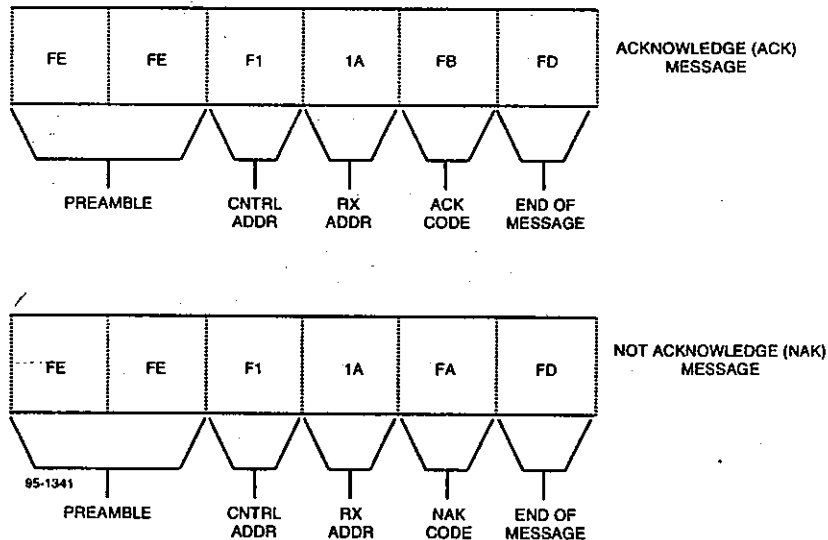 FE FE F1 1A FB FD
ACKNOWLEDGE (ACK)
MESSAGE
PREAMBLE CNTRL ADDR RX ADDR ACK CODE END OF MESSAGE
FE FE F1 1A FA FD
NOT ACKNOWLEDGE (NAK)
MESSAGE
95-1341
PREAMBLE CNTRL ADDR RX ADDR NAK CODE END OF MESSAGE